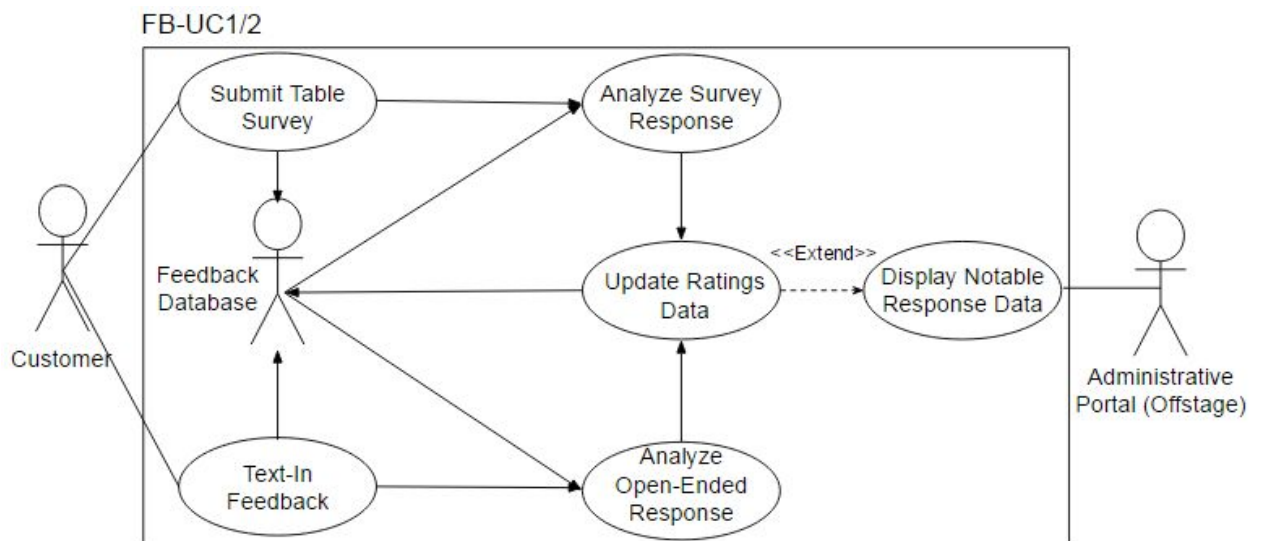 FB-UC1/2
Submit Table
Survey
Analyze Survey
Response
Customer
Feedback
Database
Update Ratings
Data
<<Extend>>
Display Notable
Response Data
Administrative
Portal (Offstage)
Text-In
Feedback
Analyze
Open-Ended
Response